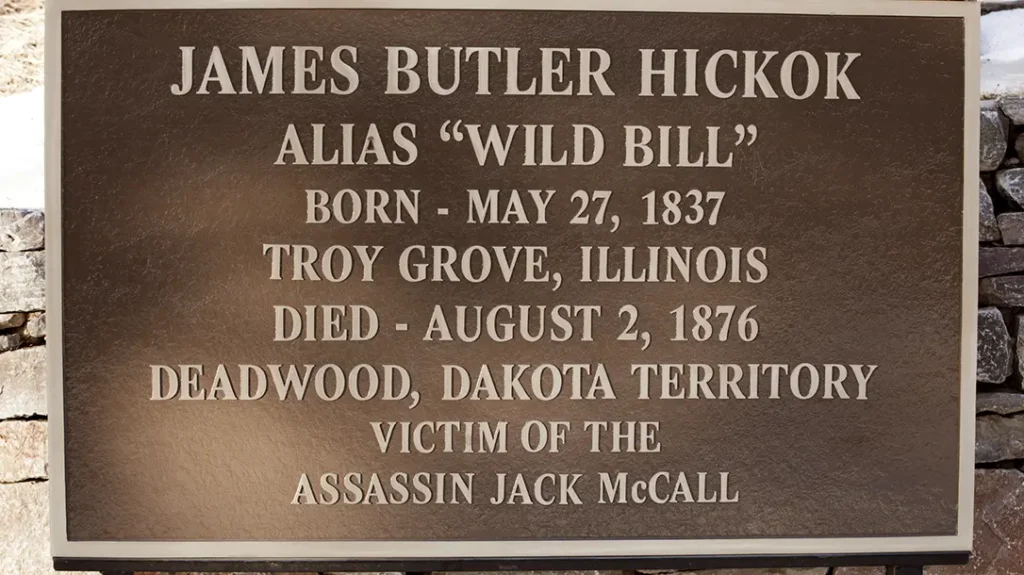 JAMES BUTLER HICKOK
ALIAS “WILD BILL”
BORN - MAY 27, 1837
TROY GROVE, ILLINOIS
DIED - AUGUST 2, 1876
DEADWOOD, DAKOTA TERRITORY
VICTIM OF THE
ASSASSIN JACK McCALL